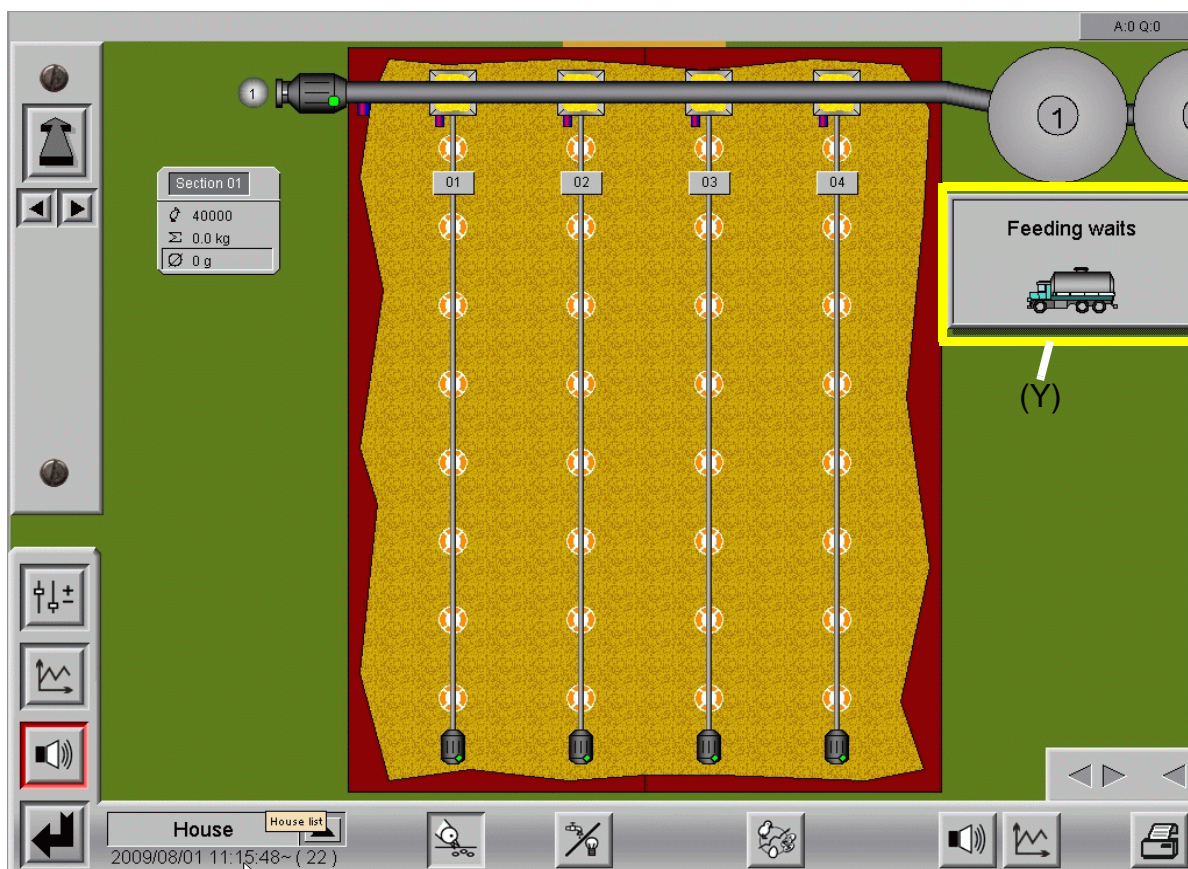 A:0 Q:0
1
1
Section 01
40000
Σ 0.0 kg
Ø 0 g
01
02
03
04
Feeding waits
(Y)
House
House list
2009/08/01 11:15:48~ ( 22 )